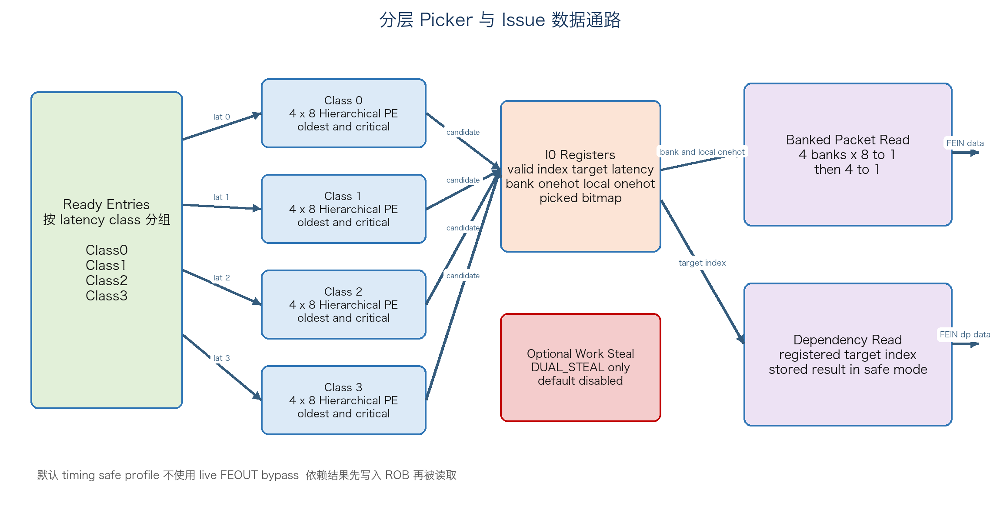 分层 Picker 与 Issue 数据通路
Ready Entries
按 latency class 分组
Class0
Class1
Class2
Class3
lat 0
lat 1
lat 2
lat 3
Class 0
4 x 8 Hierarchical PE
oldest and critical
Class 1
4 x 8 Hierarchical PE
oldest and critical
Class 2
4 x 8 Hierarchical PE
oldest and critical
Class 3
4 x 8 Hierarchical PE
oldest and critical
candidate
candidate
candidate
candidate
I0 Registers
valid index target latency
bank onehot local onehot
picked bitmap
Optional Work Steal
DUAL_STEAL only
default disabled
bank and local onehot
target index
Banked Packet Read
4 banks x 8 to 1
then 4 to 1
FEIN data
Dependency Read
registered target index
stored result in safe mode
FEIN dp data
默认 timing safe profile 不使用 live FEOUT bypass 依赖结果先写入 ROB 再被读取